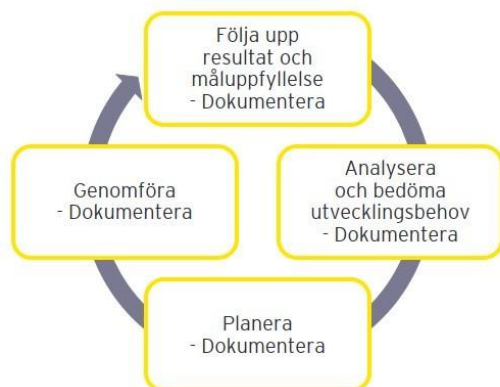 Följa upp
resultat och
måluppfyllelse
- Dokumentera
Analysera
och bedöma
utvecklingsbehov
- Dokumentera
Planera
- Dokumentera
Genomföra
- Dokumentera